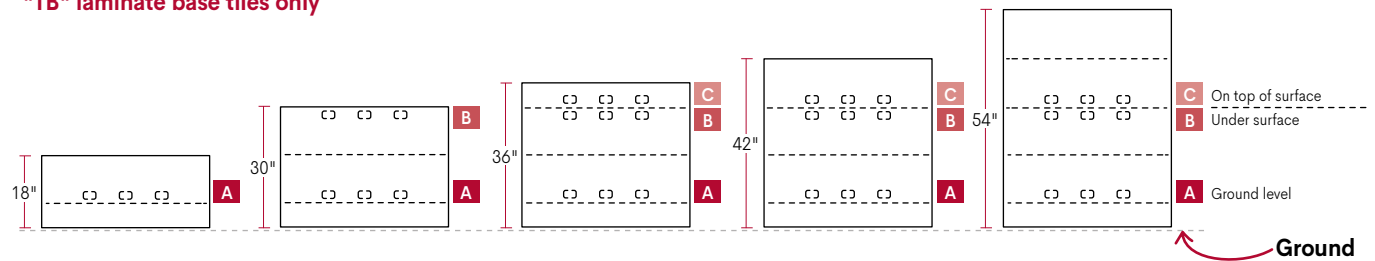 "TB" laminate base tiles only
18"
A
30"
B
A
36"
C
B
A
42"
C
B
A
54"
C On top of surface
B Under surface
A Ground level
Ground